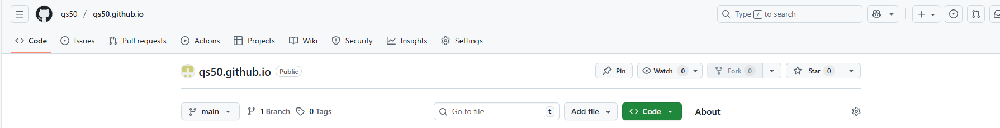 qs50 / qs50.github.io
Type / to search
Code Issues Pull requests Actions Projects Wiki Security Insights Settings
qs50.github.io Public
Pin Watch 0 Fork 0 Star 0
main 1 Branch 0 Tags Go to file t Add file Code About